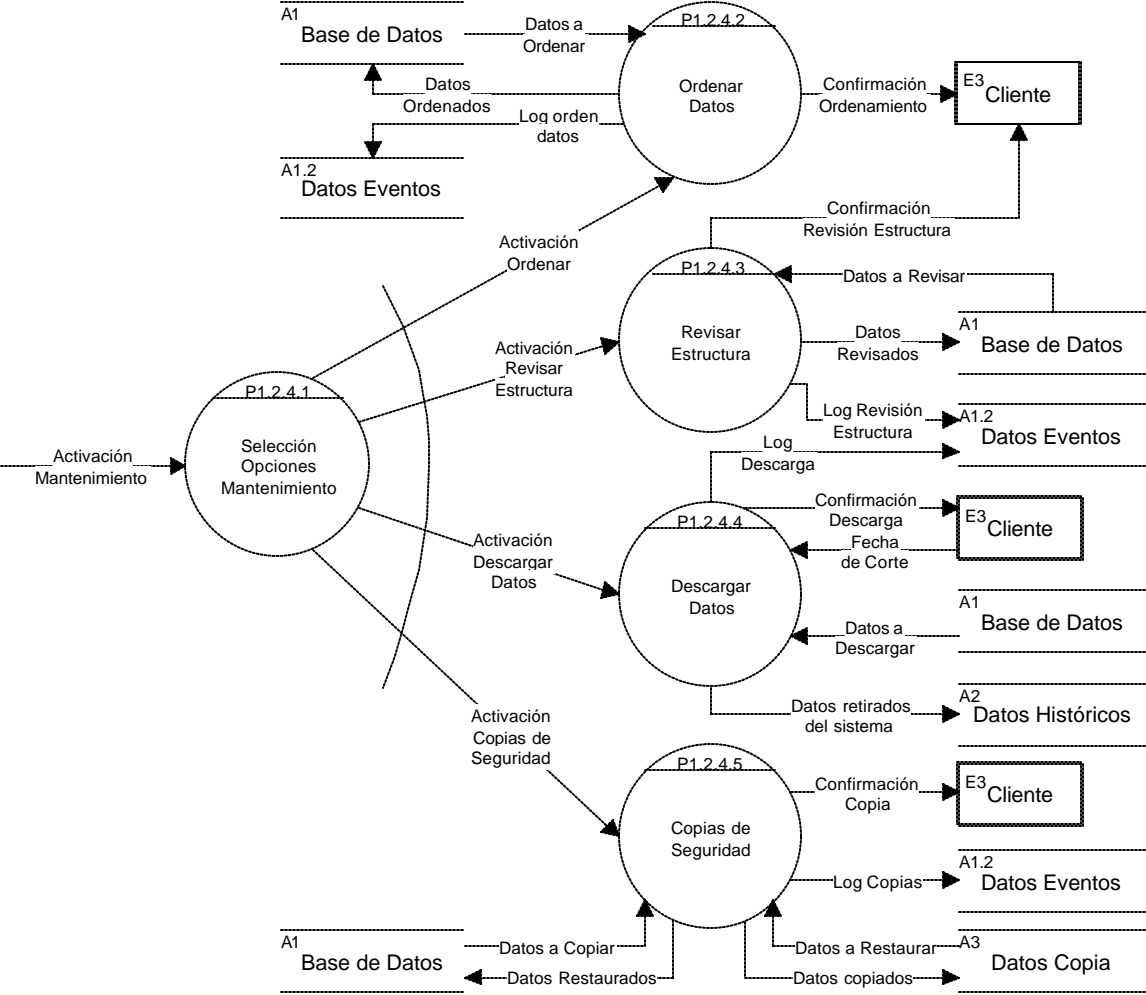 A1
Base de Datos
Datos a
Ordenar
P1.2.4.2
Ordenar
Datos
Datos
Ordenados
Log orden
datos
Confirmación
Ordenamiento
E3
Cliente
A1.2
Datos Eventos
Activación
Ordenar
Confirmación
Revisión Estructura
P1.2.4.3
Revisar
Estructura
Datos a Revisar
A1
Base de Datos
Datos
Revisados
Activación
Revisar
Estructura
Log Revisión
Estructura
A1.2
Datos Eventos
P1.2.4.1
Selección
Opciones
Mantenimiento
Activación
Mantenimiento
Log
Descarga
Confirmación
Descarga
E3
Cliente
Fecha
de Corte
P1.2.4.4
Descargar
Datos
Activación
Descargar
Datos
A1
Base de Datos
Datos a
Descargar
A2
Datos Históricos
Datos retirados
del sistema
Activación
Copias de
Seguridad
P1.2.4.5
Copias de
Seguridad
Confirmación
Copia
E3
Cliente
Log Copias
A1.2
Datos Eventos
A1
Base de Datos
Datos a Copiar
Datos Restaurados
Datos a Restaurar
Datos copiados
A3
Datos Copia